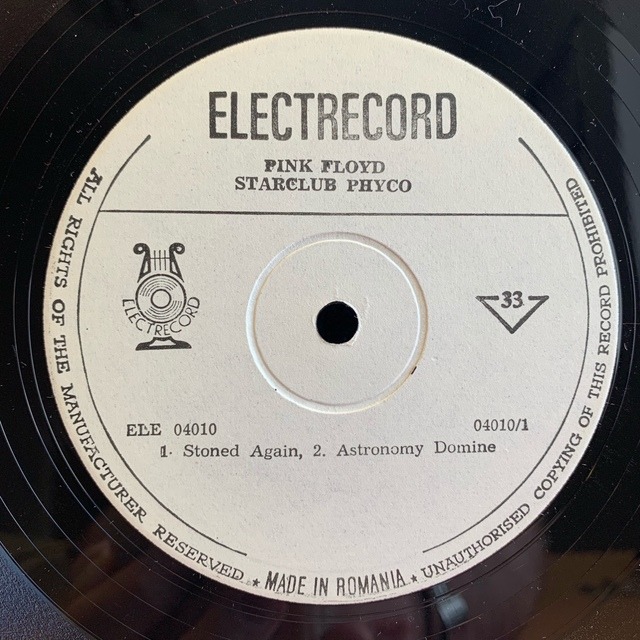 ELECTRECORD
PINK FLOYD
STARCLUB PHYCO
ELECTRECORD
33
ELE 04010
04010/1
1. Stoned Again, 2. Astronomy Domine
ALL RIGHTS OF THE MANUFACTURER RESERVED ★ MADE IN ROMANIA ★ UNAUTHORISED COPYING OF THIS RECORD PROHIBITED